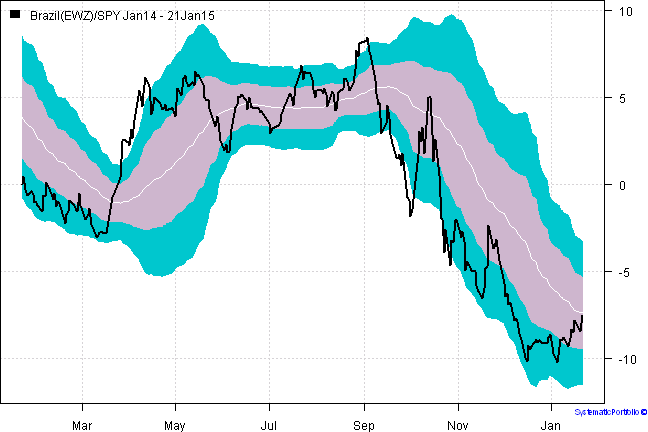 Brazil(EWZ)/SPY Jan14 - 21Jan15
10
5
0
-5
-10
Mar May Jul Sep Nov Jan
SystematicPortfolio ©